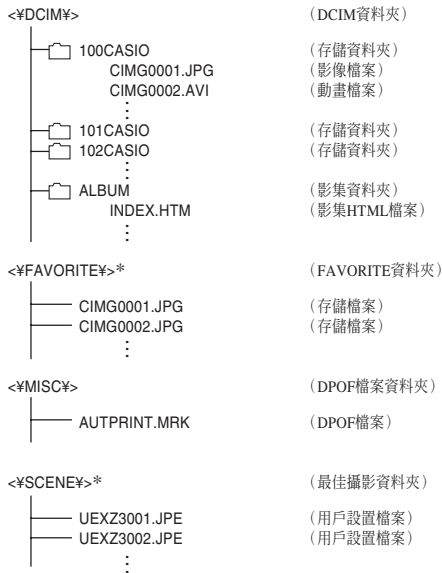 <¥DCIM¥> （DCIM資料夾）
100CASIO （存儲資料夾）
CIMG0001.JPG （影像檔案）
CIMG0002.AVI （動畫檔案）
101CASIO （存儲資料夾）
102CASIO （存儲資料夾）
ALBUM （影集資料夾）
INDEX.HTM （影集HTML檔案）
<¥FAVORITE¥>* （FAVORITE資料夾）
CIMG0001.JPG （存儲檔案）
CIMG0002.JPG （存儲檔案）
<¥MISC¥> （DPOF檔案資料夾）
AUTPRINT.MRK （DPOF檔案）
<¥SCENE¥>* （最佳攝影資料夾）
UEXZ3001.JPE （用戶設置檔案）
UEXZ3002.JPE （用戶設置檔案）